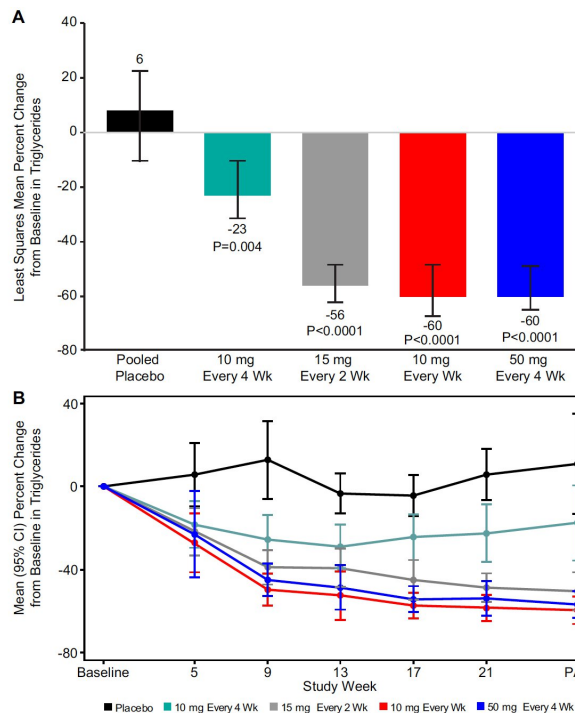 A
Least Squares Mean Percent Change
from Baseline in Triglycerides
40
20
0
-20
-40
-60
-80
6
-23
P=0.004
-56
P<0.0001
-60
P<0.0001
-60
P<0.0001
Pooled
Placebo
10 mg
Every 4 Wk
15 mg
Every 2 Wk
10 mg
Every Wk
50 mg
Every 4 Wk
B
Mean (95% CI) Percent Change
from Baseline in Triglycerides
40
0
-40
-80
Baseline 5 9 13 17 21
Study Week
Placebo 10 mg Every 4 Wk 15 mg Every 2 Wk 10 mg Every Wk 50 mg Every 4 Wk